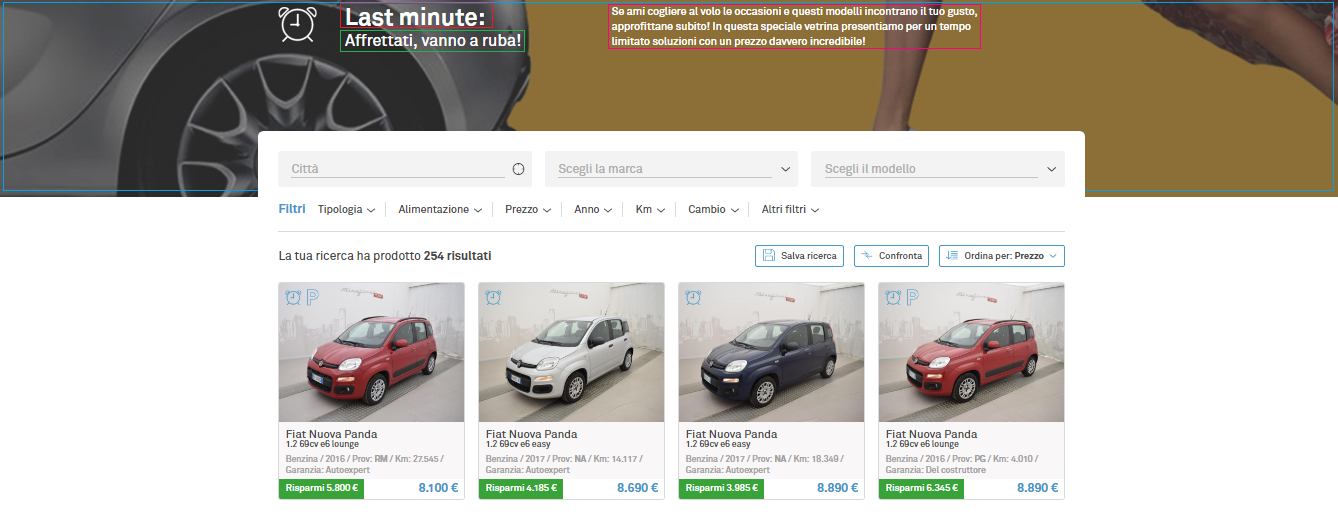 Last minute:
Affrettati, vanno a ruba!
Se ami cogliere al volo le occasioni e questi modelli incontrano il tuo gusto,
approfittane subito! In questa speciale vetrina presentiamo per un tempo
limitato soluzioni con un prezzo davvero incredibile!
Città
Scegli la marca
Scegli il modello
Filtri Tipologia Alimentazione Prezzo Anno Km Cambio Altri filtri
La tua ricerca ha prodotto 254 risultati
Salva ricerca
Confronta
Ordina per: Prezzo
P
Fiat Nuova Panda
1.2 69cv e6 lounge
Benzina / 2016 / Prov: RM / Km: 27.545 /
Garanzia: Autoexpert
Risparmi 5.800 € 8.100 €
Fiat Nuova Panda
1.2 69cv e6 easy
Benzina / 2017 / Prov: NA / Km: 14.117 /
Garanzia: Autoexpert
Risparmi 4.185 € 8.690 €
Fiat Nuova Panda
1.2 69cv e6 easy
Benzina / 2017 / Prov: NA / Km: 18.349 /
Garanzia: Autoexpert
Risparmi 3.985 € 8.890 €
P
Fiat Nuova Panda
1.2 69cv e6 lounge
Benzina / 2016 / Prov: PG / Km: 4.010 /
Garanzia: Del costruttore
Risparmi 6.345 € 8.890 €